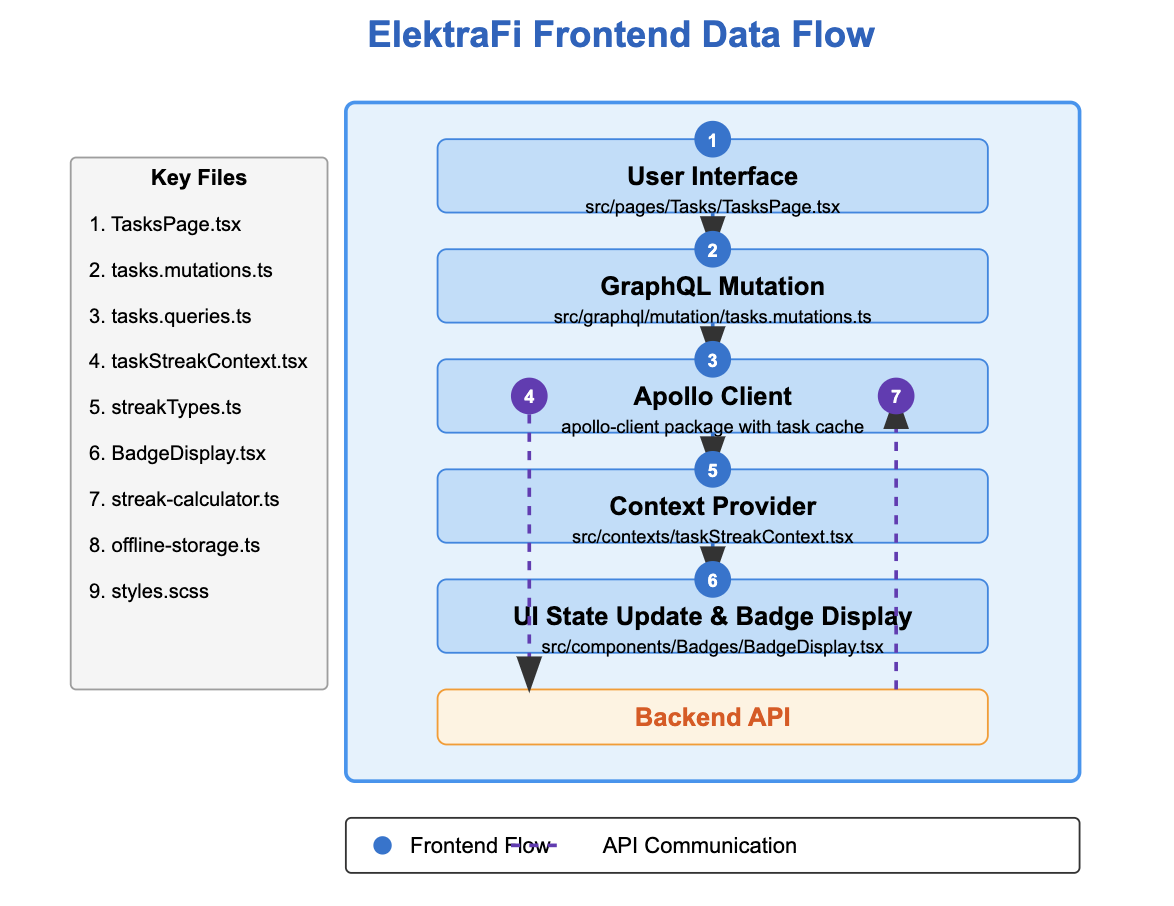 ElektraFi Frontend Data Flow
Key Files
1. TasksPage.tsx
2. tasks.mutations.ts
3. tasks.queries.ts
4. taskStreakContext.tsx
5. streakTypes.ts
6. BadgeDisplay.tsx
7. streak-calculator.ts
8. offline-storage.ts
9. styles.scss
1
User Interface
src/pages/Tasks/TasksPage.tsx
2
GraphQL Mutation
src/graphql/mutation/tasks.mutations.ts
3
4
Apollo Client
7
apollo-client package with task cache
5
Context Provider
src/contexts/taskStreakContext.tsx
6
UI State Update & Badge Display
src/components/Badges/BadgeDisplay.tsx
Backend API
Frontend Flow
API Communication